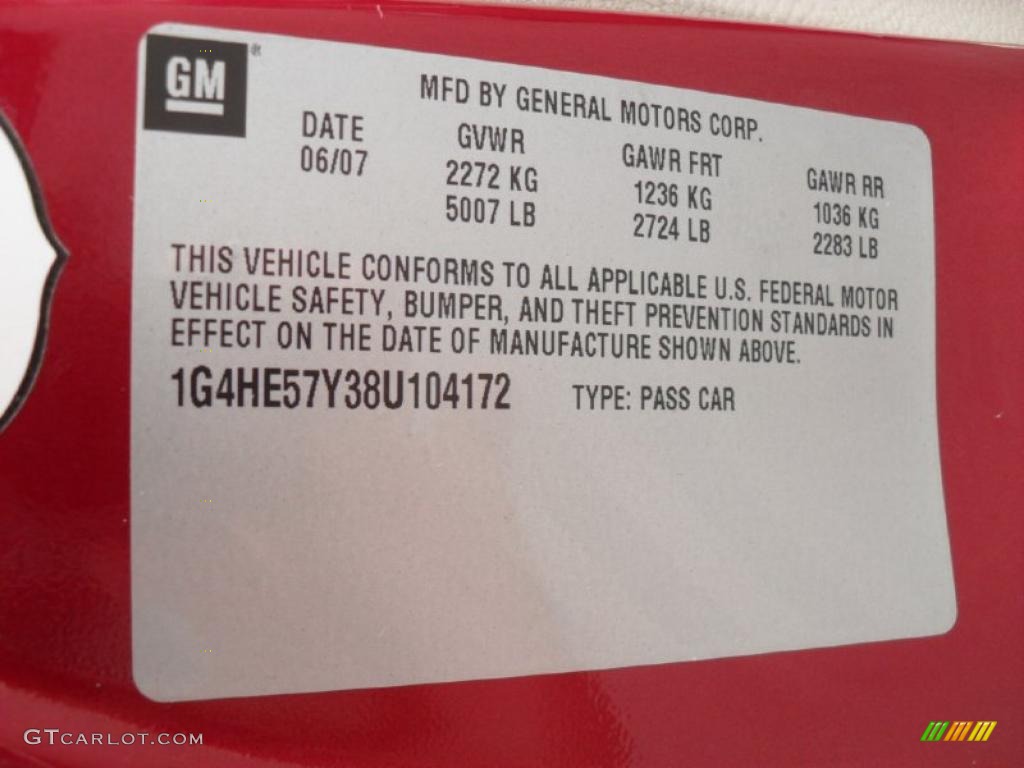 GM®
MFD BY GENERAL MOTORS CORP.
DATE GVWR GAWR FRT GAWR RR
06/07 2272 KG 1236 KG 1036 KG
5007 LB 2724 LB 2283 LB
THIS VEHICLE CONFORMS TO ALL APPLICABLE U.S. FEDERAL MOTOR
VEHICLE SAFETY, BUMPER, AND THEFT PREVENTION STANDARDS IN
EFFECT ON THE DATE OF MANUFACTURE SHOWN ABOVE.
1G4HE57Y38U104172 TYPE: PASS CAR
GTCARLOT.COM